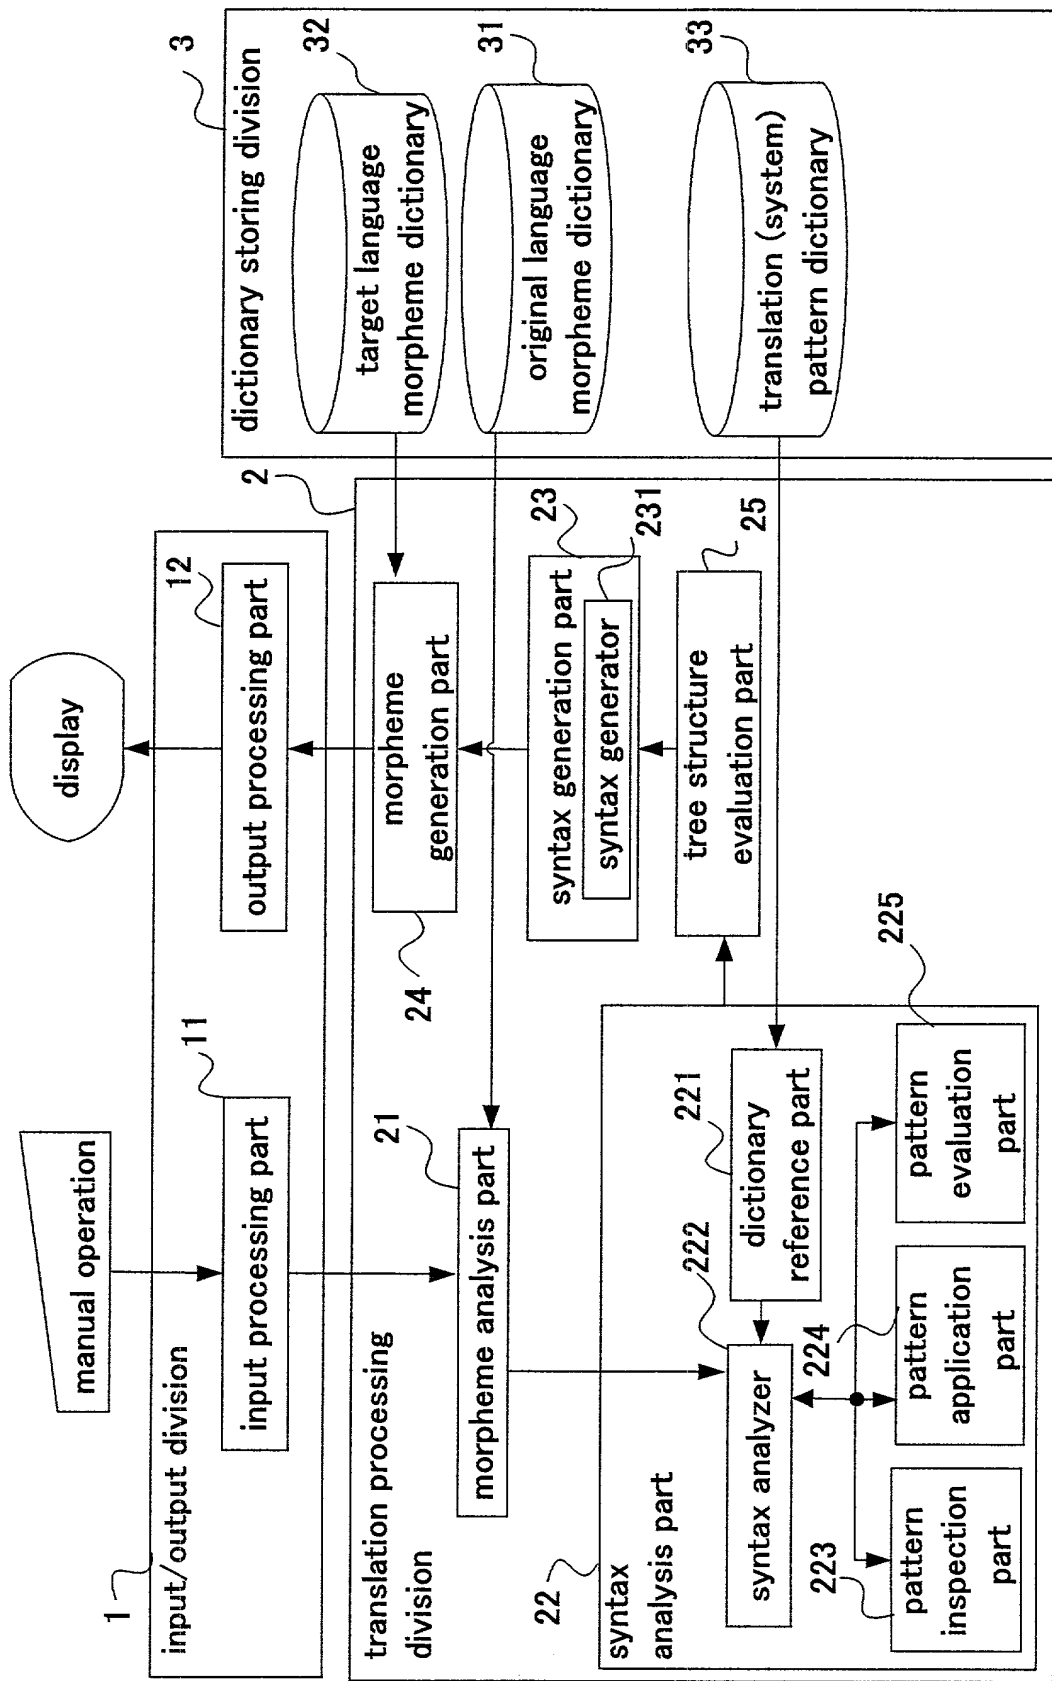 manual operation
display
1
input/output division
11
input processing part
12
output processing part
2
translation processing
division
21
morpheme analysis part
24
morpheme
generation part
23
syntax generation part
231
syntax generator
25
tree structure
evaluation part
22
syntax
analysis part
222
syntax analyzer
221
dictionary
reference part
223
pattern
inspection
part
224
pattern
application
part
225
pattern
evaluation
part
3
dictionary storing division
32
target language
morpheme dictionary
31
original language
morpheme dictionary
33
translation (system)
pattern dictionary